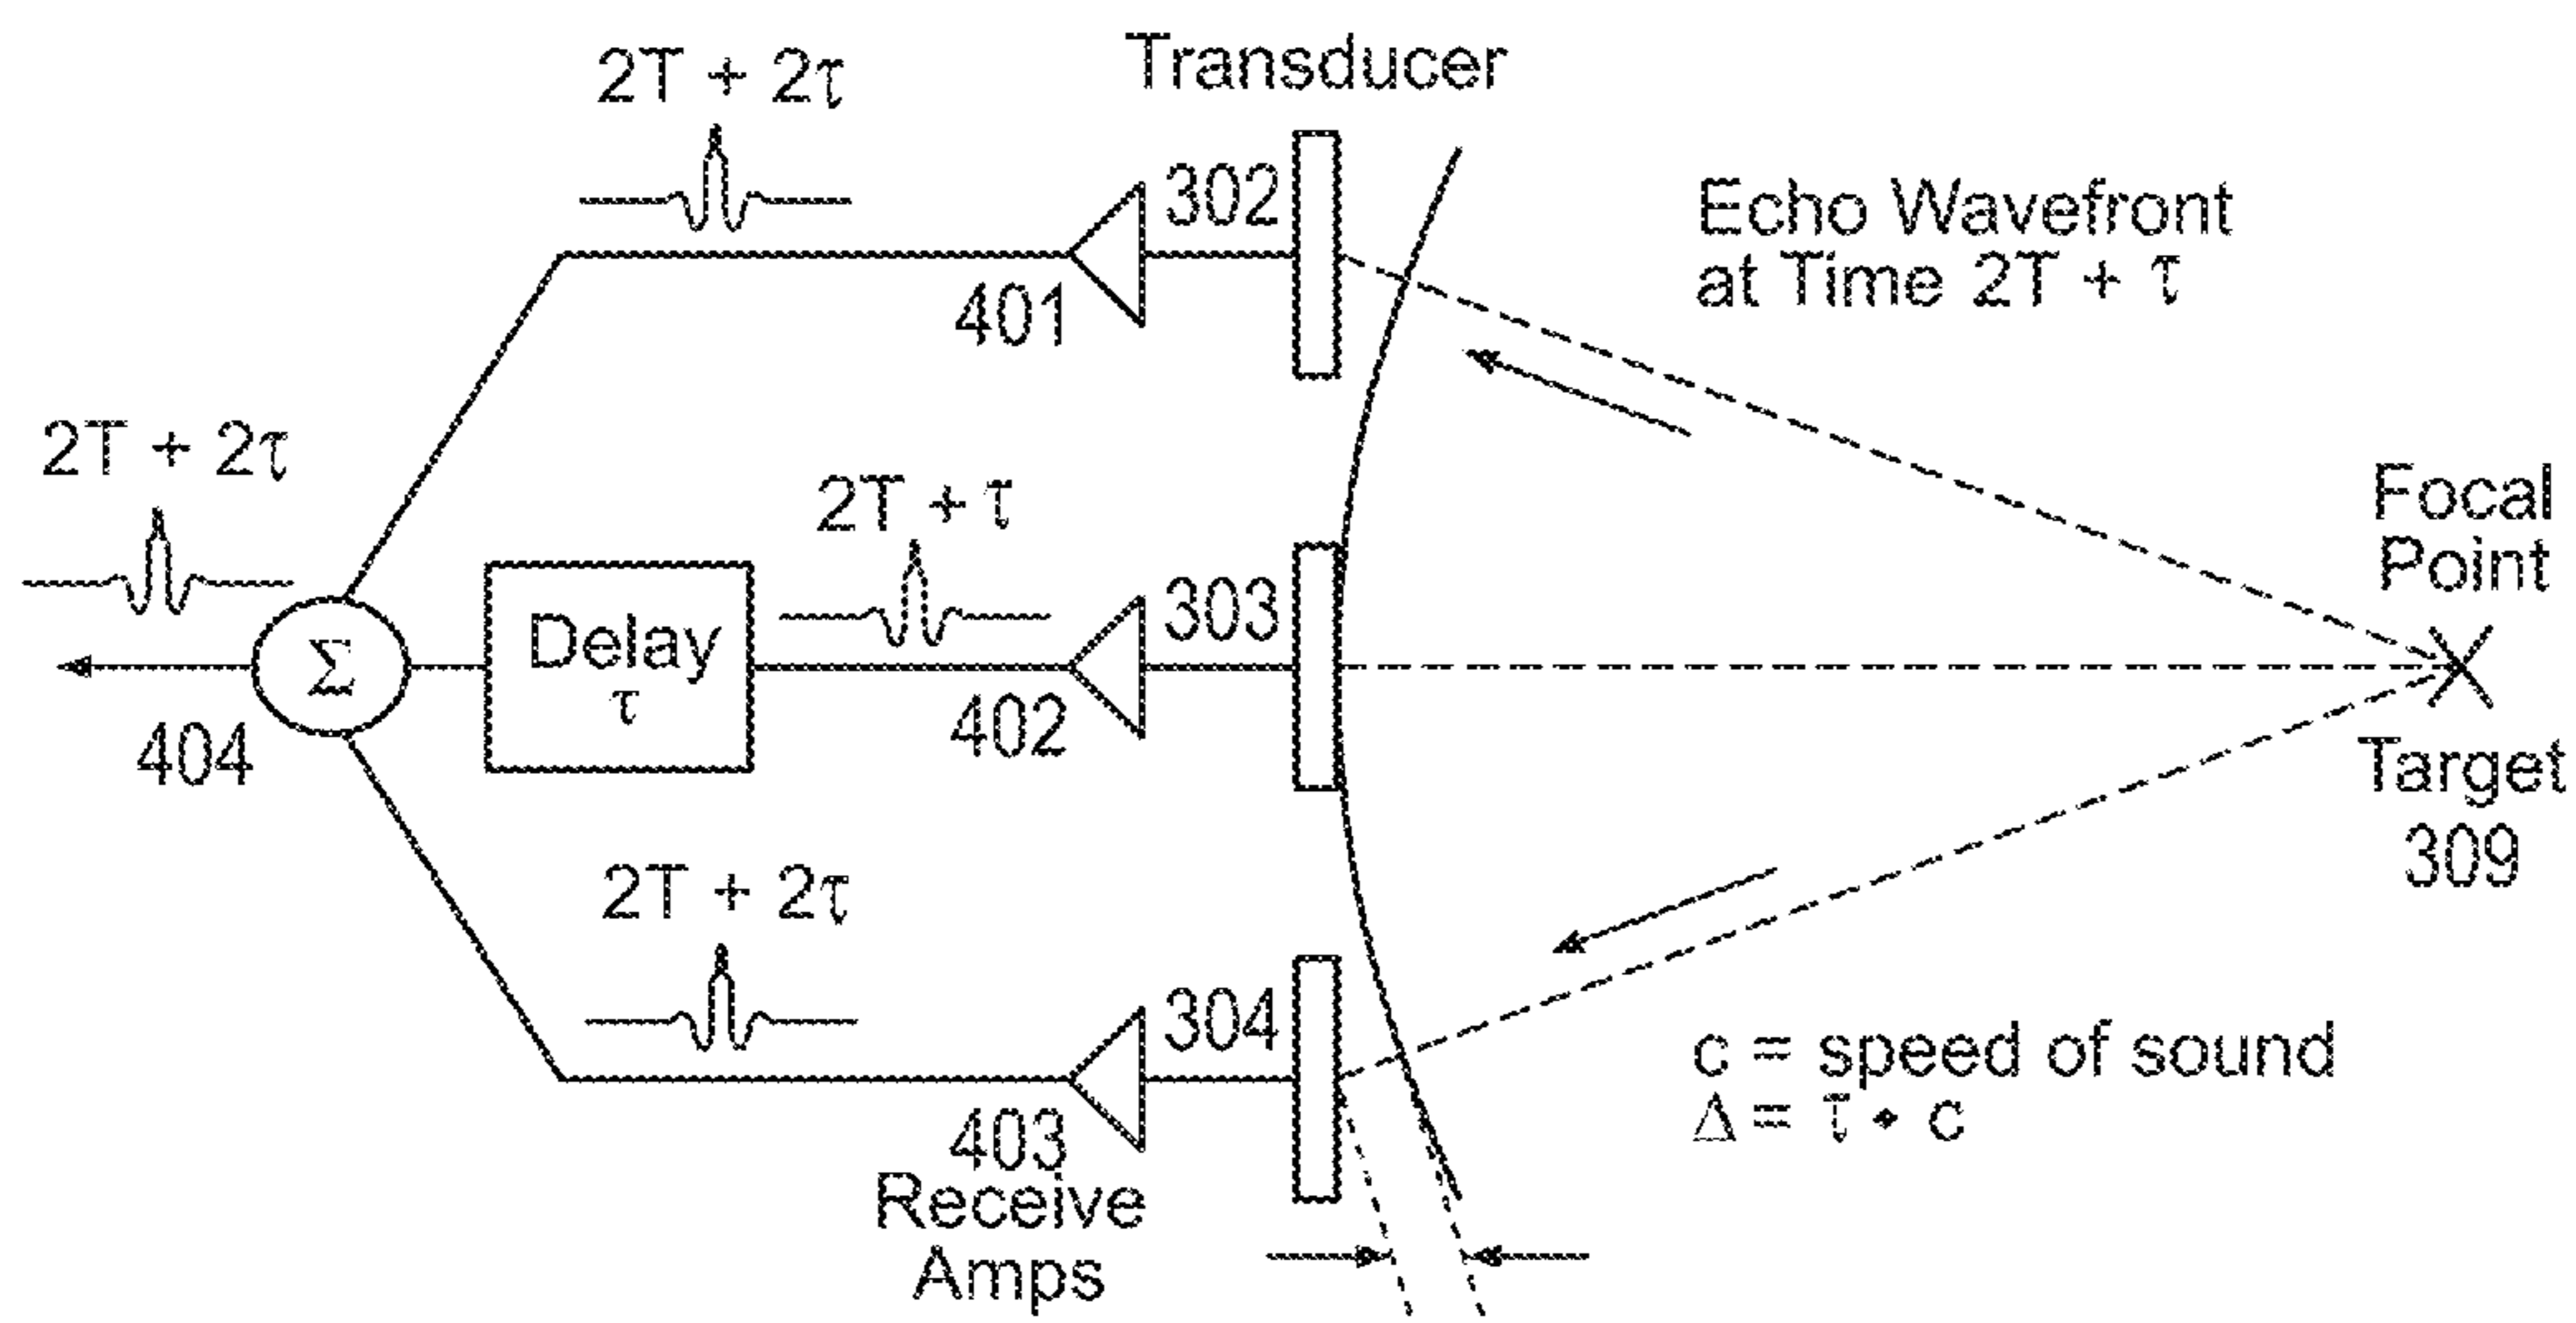 2T + 2τ
Transducer
302
401
Echo Wavefront
at Time 2T + τ
2T + 2τ
2T + τ
Focal
Point
303
Delay
τ
Σ
404
402
Target
309
2T + 2τ
304
403
Receive
Amps
c = speed of sound
Δ = τ • c